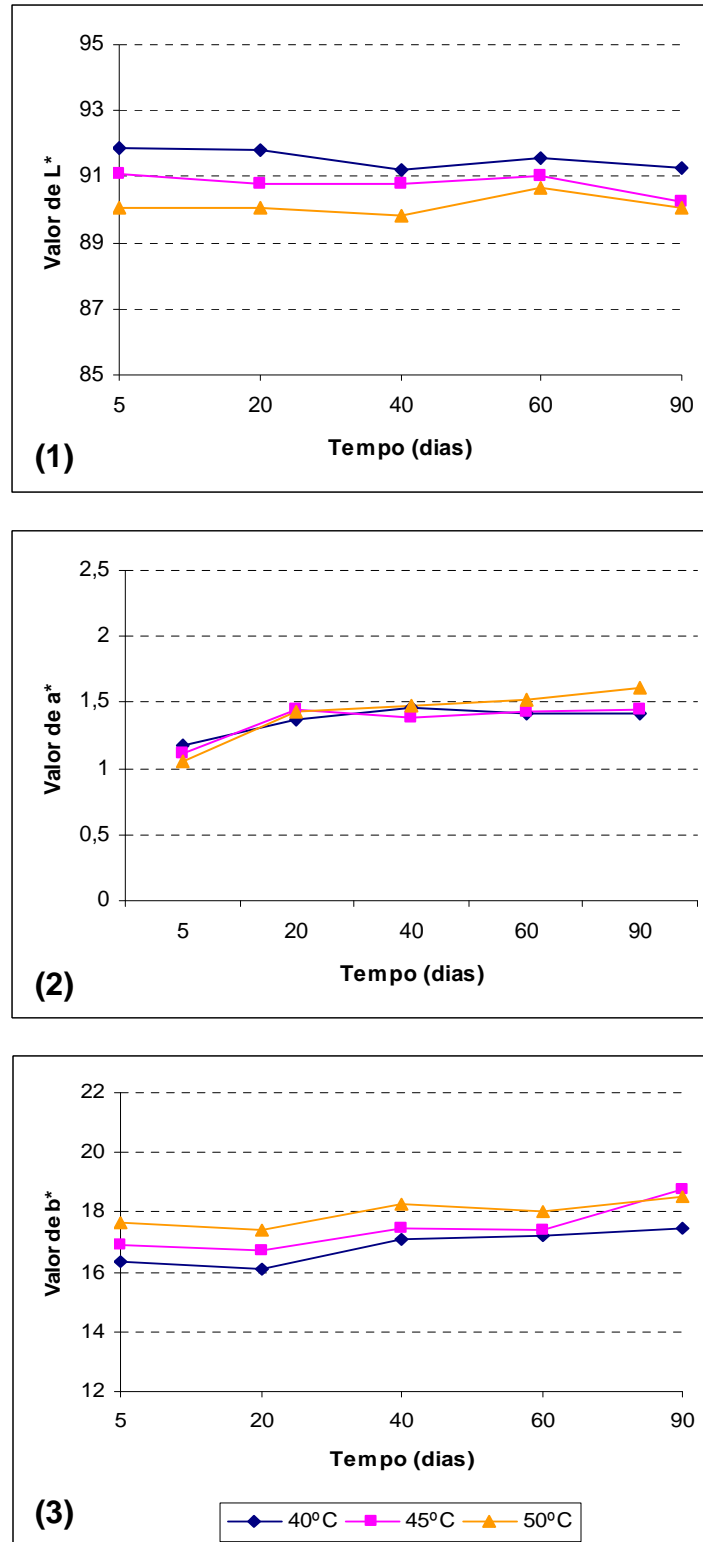 95
93
91
89
87
85
Valor de L*
5 20 40 60 90
Tempo (dias)
(1)
2,5
2
1,5
1
0,5
0
Valor de a*
5 20 40 60 90
Tempo (dias)
(2)
22
20
18
16
14
12
Valor de b*
5 20 40 60 90
Tempo (dias)
(3)
40ºC 45ºC 50ºC